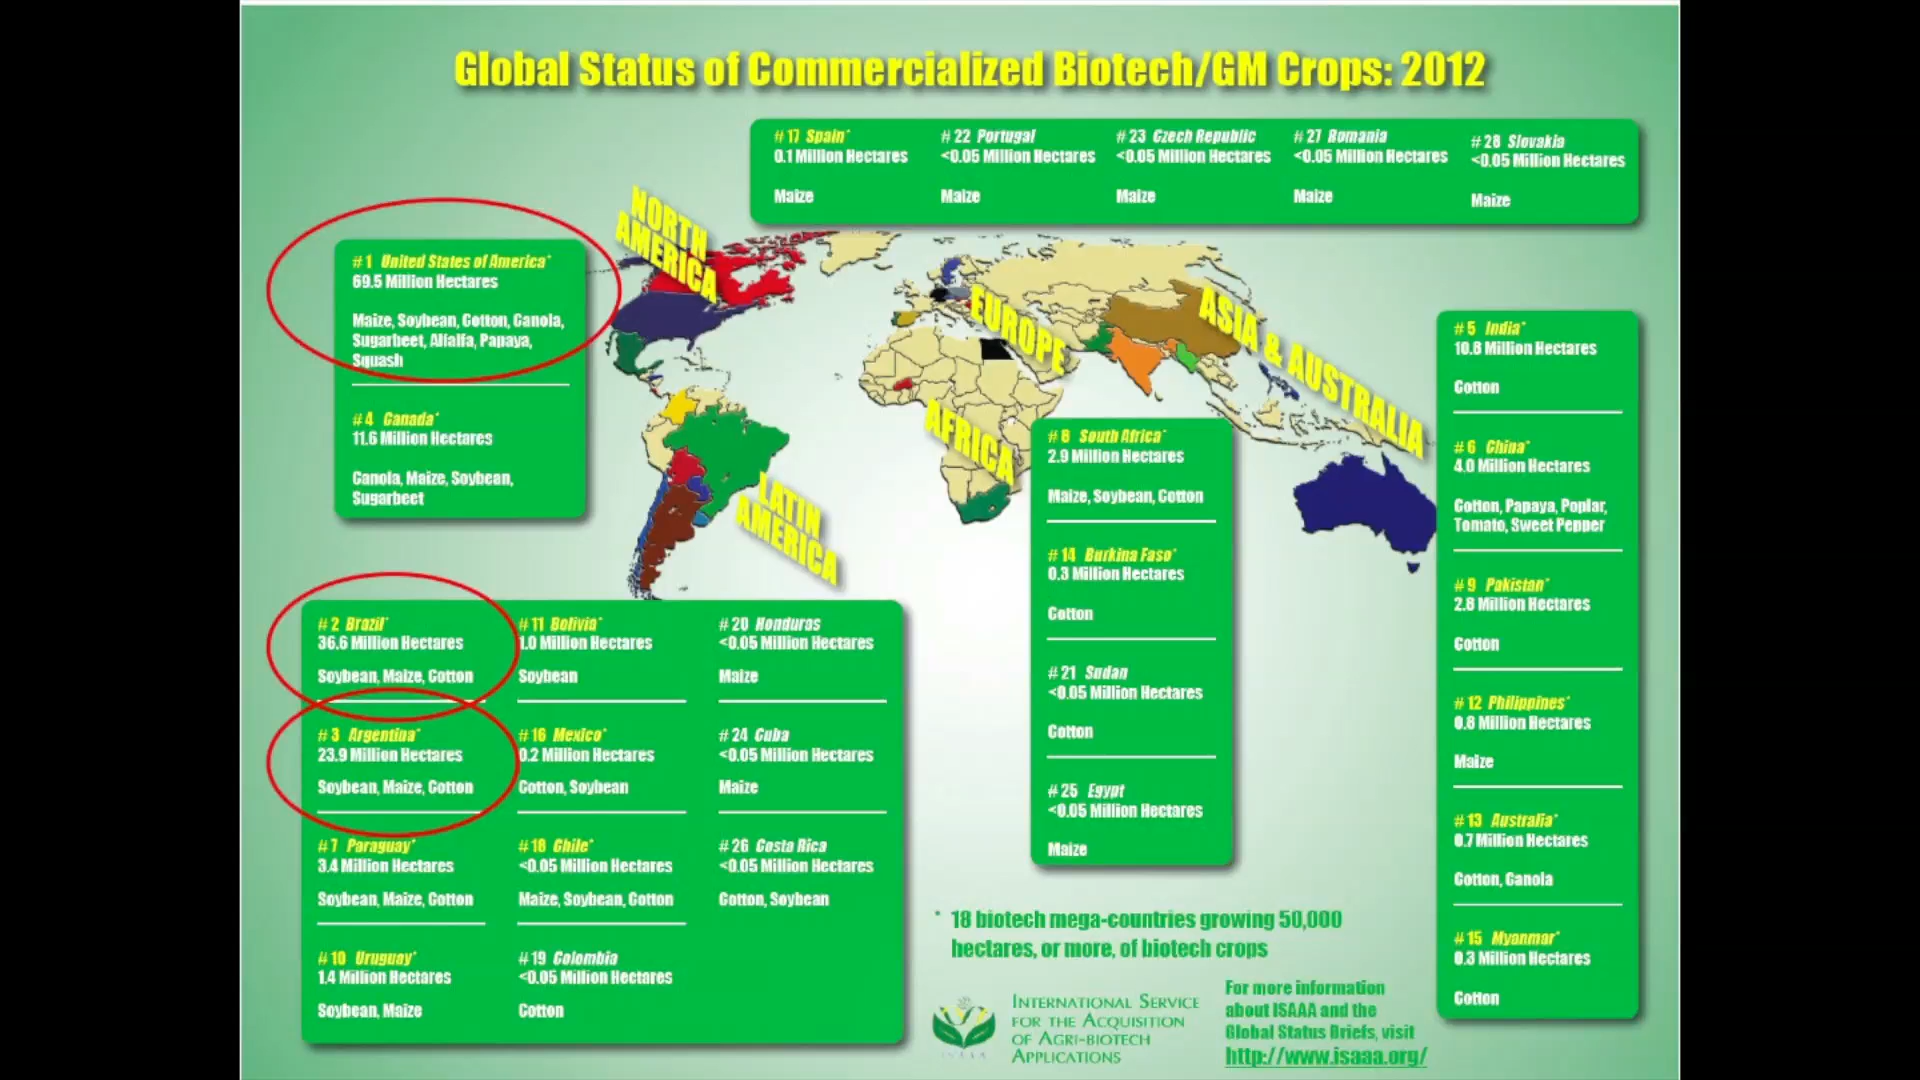 Global Status of Commercialized Biotech/GM Crops: 2012
#17 Spain*
0.1 Million Hectares
Maize
#22 Portugal
<0.05 Million Hectares
Maize
#23 Czech Republic
<0.05 Million Hectares
Maize
#27 Romania
<0.05 Million Hectares
Maize
#28 Slovakia
<0.05 Million Hectares
Maize
NORTH
AMERICA
EUROPE
ASIA & AUSTRALIA
AFRICA
LATIN
AMERICA
#1 United States of America*
69.5 Million Hectares
Maize, Soybean, Cotton, Canola,
Sugarbeet, Alfalfa, Papaya,
Squash
#4 Canada*
11.6 Million Hectares
Canola, Maize, Soybean,
Sugarbeet
#2 Brazil*
36.6 Million Hectares
Soybean, Maize, Cotton
#3 Argentina*
23.9 Million Hectares
Soybean, Maize, Cotton
#7 Paraguay*
3.4 Million Hectares
Soybean, Maize, Cotton
#10 Uruguay*
1.4 Million Hectares
Soybean, Maize
#11 Bolivia*
1.0 Million Hectares
Soybean
#16 Mexico*
0.2 Million Hectares
Cotton, Soybean
#18 Chile*
<0.05 Million Hectares
Maize, Soybean, Cotton
#19 Colombia
<0.05 Million Hectares
Cotton
#20 Honduras
<0.05 Million Hectares
Maize
#24 Cuba
<0.05 Million Hectares
Maize
#26 Costa Rica
<0.05 Million Hectares
Cotton, Soybean
#8 South Africa*
2.9 Million Hectares
Maize, Soybean, Cotton
#14 Burkina Faso*
0.3 Million Hectares
Cotton
#21 Sudan
<0.05 Million Hectares
Cotton
#25 Egypt
<0.05 Million Hectares
Maize
#5 India*
10.8 Million Hectares
Cotton
#6 China*
4.0 Million Hectares
Cotton, Papaya, Poplar,
Tomato, Sweet Pepper
#9 Pakistan*
2.8 Million Hectares
Cotton
#12 Philippines*
0.8 Million Hectares
Maize
#13 Australia*
0.7 Million Hectares
Cotton, Canola
#15 Myanmar*
0.3 Million Hectares
Cotton
* 18 biotech mega-countries growing 50,000
hectares, or more, of biotech crops
ISAAA
INTERNATIONAL SERVICE
FOR THE ACQUISITION
OF AGRI-BIOTECH
APPLICATIONS
For more information
about ISAAA and the
Global Status Briefs, visit
http://www.isaaa.org/